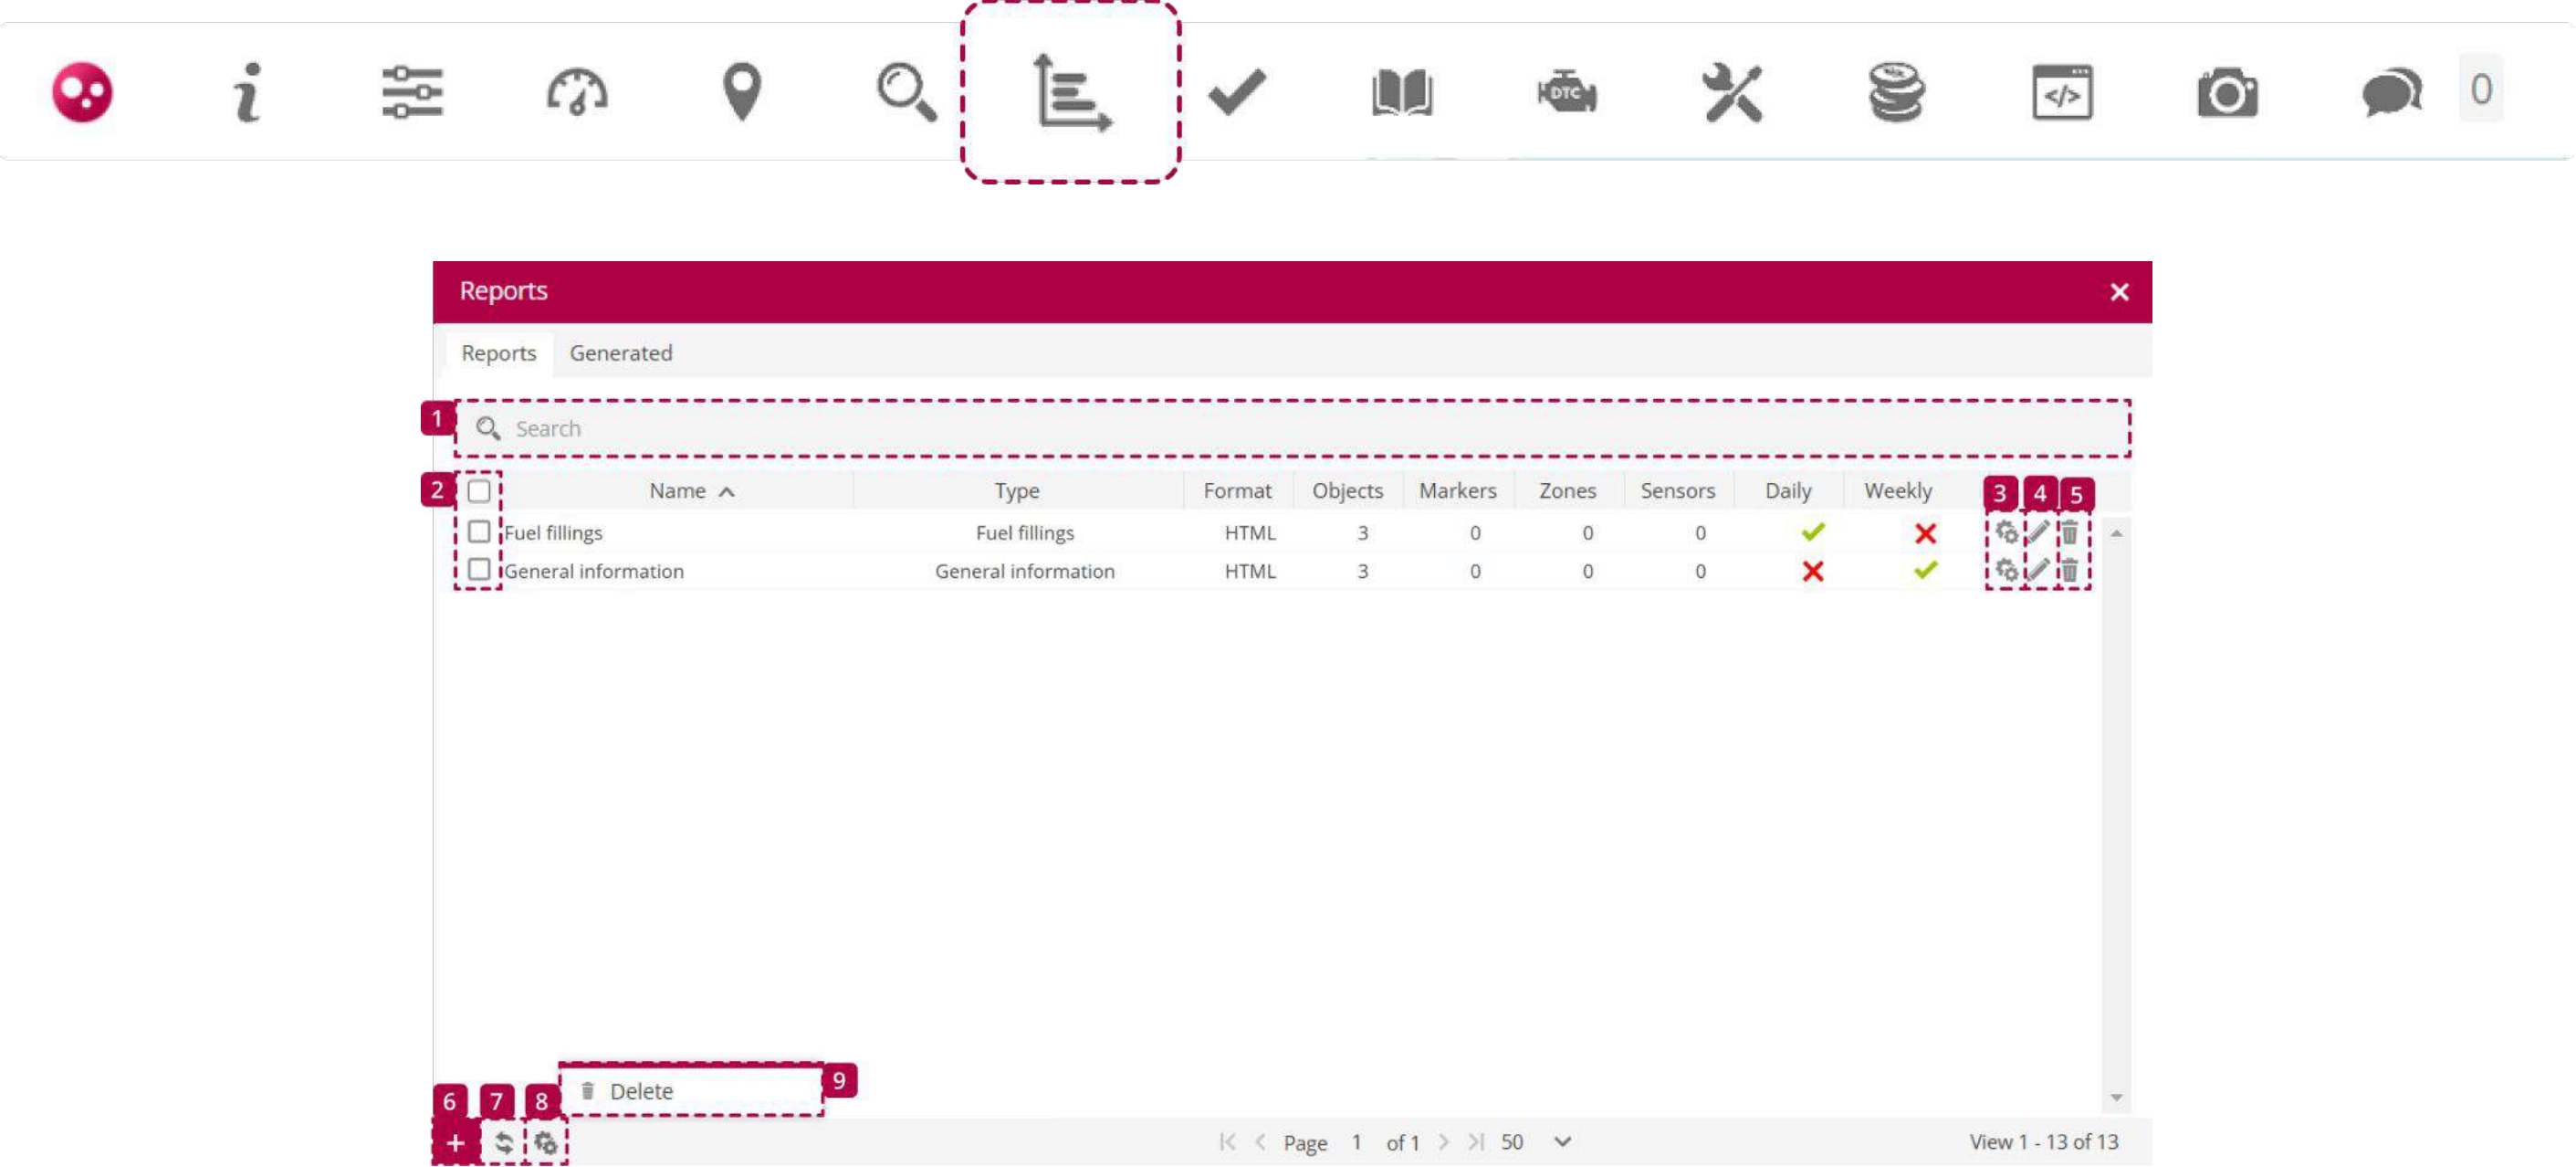 i DTC </> 0
Reports
Reports Generated
1 Search
2 Name Type Format Objects Markers Zones Sensors Daily Weekly 3 4 5
Fuel fillings Fuel fillings HTML 3 0 0 0
General information General information HTML 3 0 0 0
Delete 9
6 7 8
+ Page 1 of 1 50 View 1 - 13 of 13